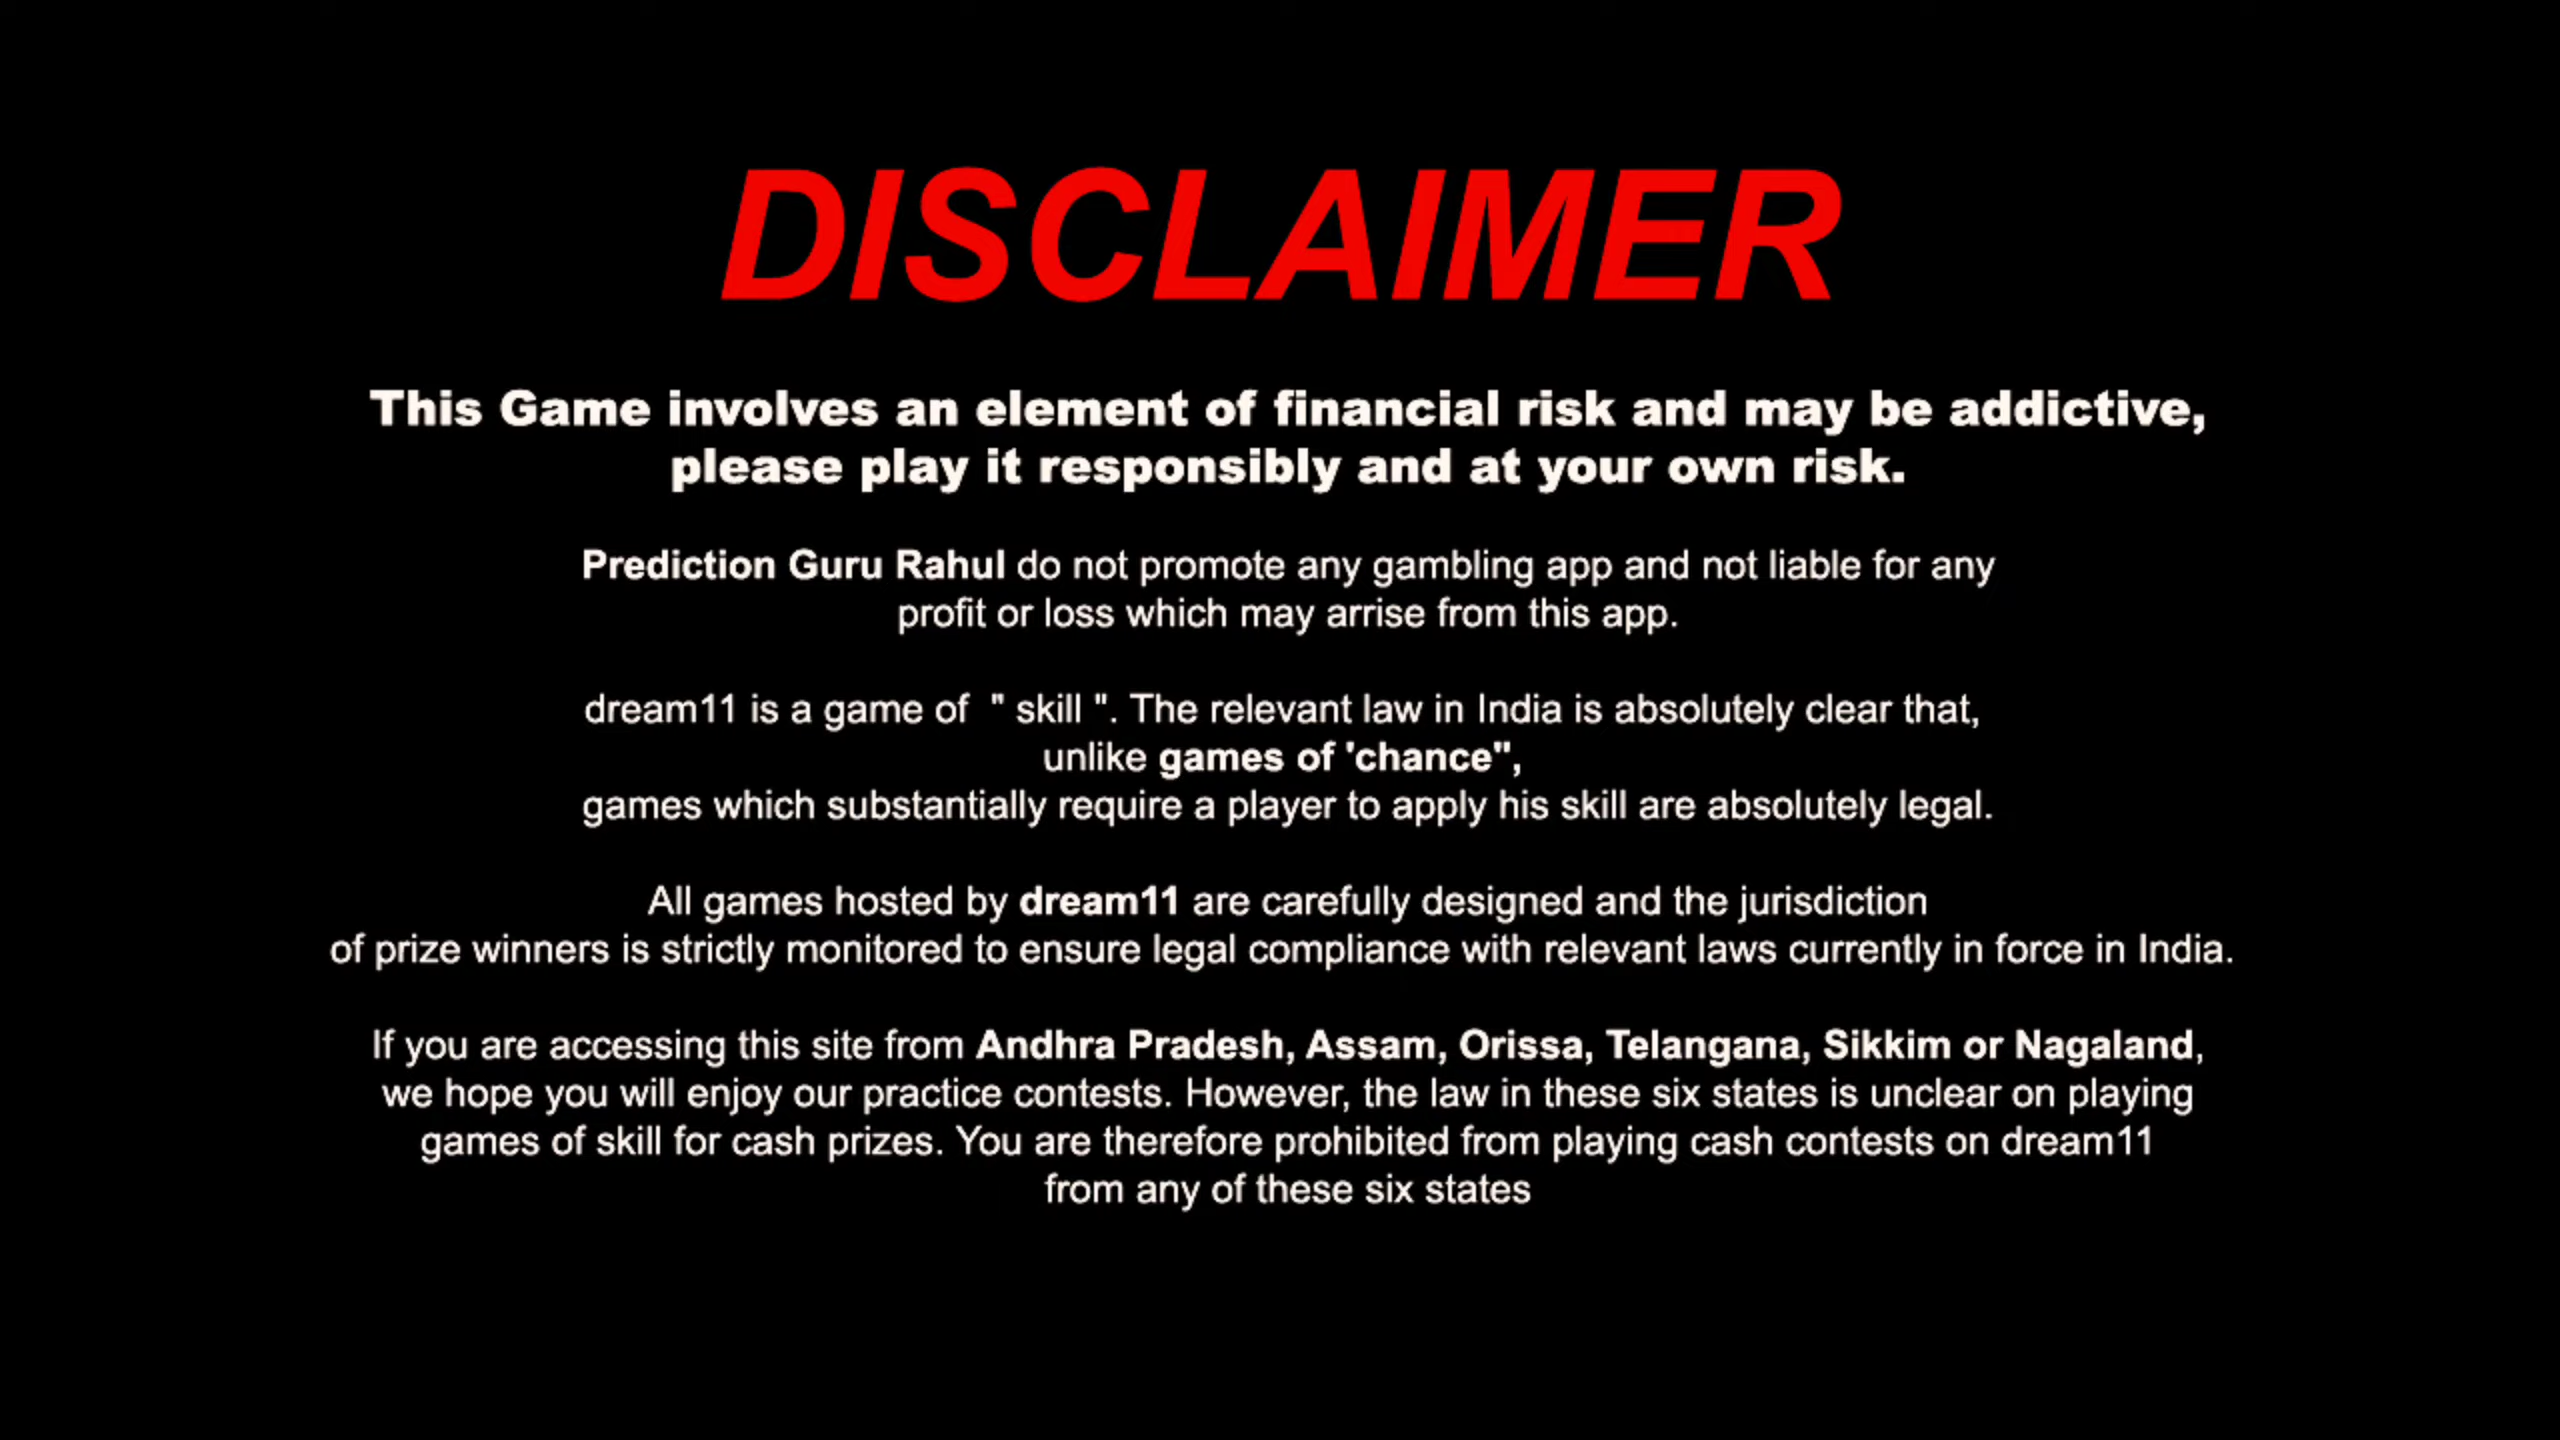 DISCLAIMER
This Game involves an element of financial risk and may be addictive,
please play it responsibly and at your own risk.
Prediction Guru Rahul do not promote any gambling app and not liable for any
profit or loss which may arrise from this app.
dream11 is a game of  " skill ". The relevant law in India is absolutely clear that,
unlike games of 'chance",
games which substantially require a player to apply his skill are absolutely legal.
All games hosted by dream11 are carefully designed and the jurisdiction
of prize winners is strictly monitored to ensure legal compliance with relevant laws currently in force in India.
If you are accessing this site from Andhra Pradesh, Assam, Orissa, Telangana, Sikkim or Nagaland,
we hope you will enjoy our practice contests. However, the law in these six states is unclear on playing
games of skill for cash prizes. You are therefore prohibited from playing cash contests on dream11
from any of these six states